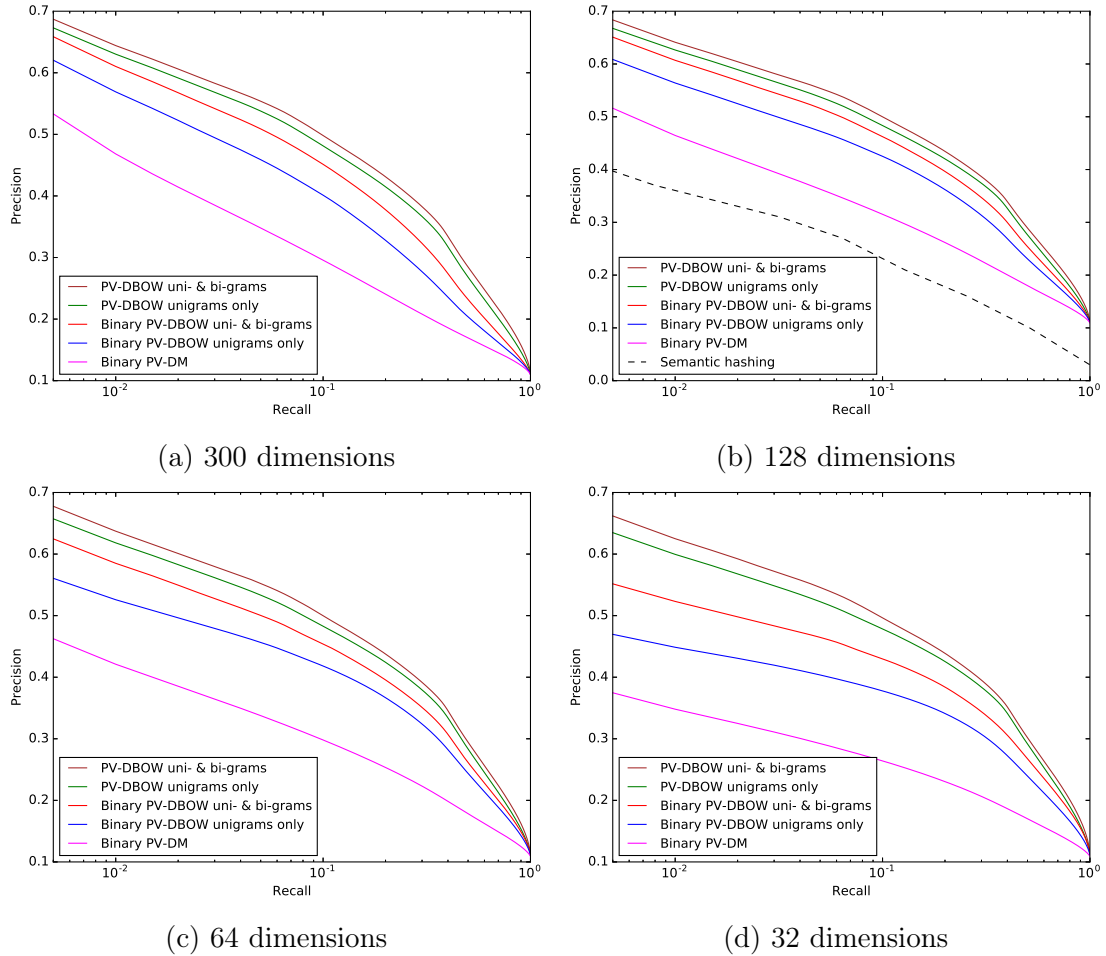 0.7
0.6
0.5
0.4
0.3
0.2
0.1
Precision
PV-DBOW uni- & bi-grams
PV-DBOW unigrams only
Binary PV-DBOW uni- & bi-grams
Binary PV-DBOW unigrams only
Binary PV-DM
10⁻² 10⁻¹ 10⁰
Recall
(a) 300 dimensions
0.7
0.6
0.5
0.4
0.3
0.2
0.1
0.0
Precision
PV-DBOW uni- & bi-grams
PV-DBOW unigrams only
Binary PV-DBOW uni- & bi-grams
Binary PV-DBOW unigrams only
Binary PV-DM
Semantic hashing
10⁻² 10⁻¹ 10⁰
Recall
(b) 128 dimensions
0.7
0.6
0.5
0.4
0.3
0.2
0.1
Precision
PV-DBOW uni- & bi-grams
PV-DBOW unigrams only
Binary PV-DBOW uni- & bi-grams
Binary PV-DBOW unigrams only
Binary PV-DM
10⁻² 10⁻¹ 10⁰
Recall
(c) 64 dimensions
0.7
0.6
0.5
0.4
0.3
0.2
0.1
Precision
PV-DBOW uni- & bi-grams
PV-DBOW unigrams only
Binary PV-DBOW uni- & bi-grams
Binary PV-DBOW unigrams only
Binary PV-DM
10⁻² 10⁻¹ 10⁰
Recall
(d) 32 dimensions